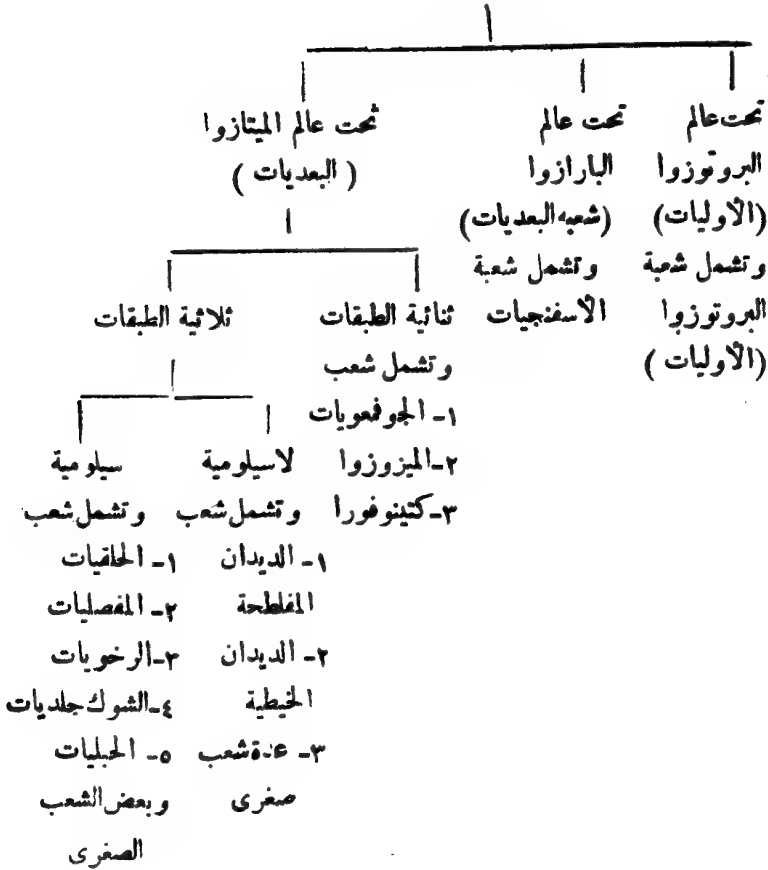 تحت عالم
البروتوزوا
(الأوليات)
وتشمل شعبة
البروتوزوا
(الأوليات)
تحت عالم
البارازوا
(شعبه البعديات)
وتشمل شعبة
الأسفنجيات
تحت عالم الميتازوا
(البعديات)
ثنائية الطبقات
وتشمل شعب
١- الجوفمعويات
٢- الميزوزوا
٣- كتينوفورا
ثلاثية الطبقات
لاسيلومية
وتشمل شعب
١- الديدان
المفلطحة
٢- الديدان
الخيطية
٣- عدة شعب
صغرى
سيلومية
وتشمل شعب
١- الحلقيات
٢- المفصليات
٣- الرخويات
٤- الشوك جلديات
٥- الحبليات
وبعض الشعب
الصغرى